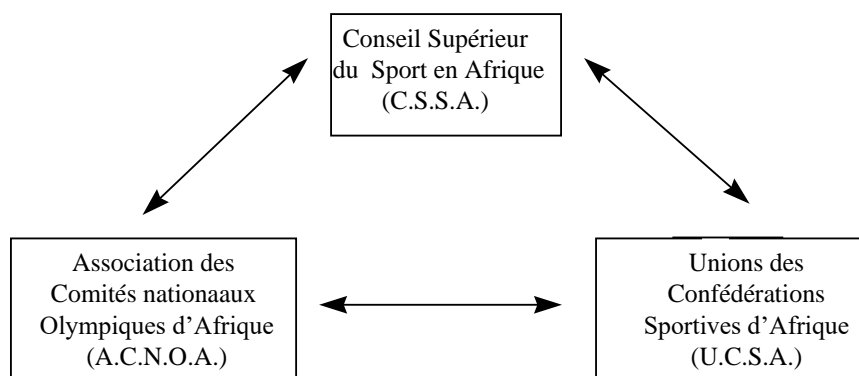 Conseil Supérieur
du Sport en Afrique
(C.S.S.A.)
Association des
Comités nationaaux
Olympiques d’Afrique
(A.C.N.O.A.)
Unions des
Confédérations
Sportives d’Afrique
(U.C.S.A.)